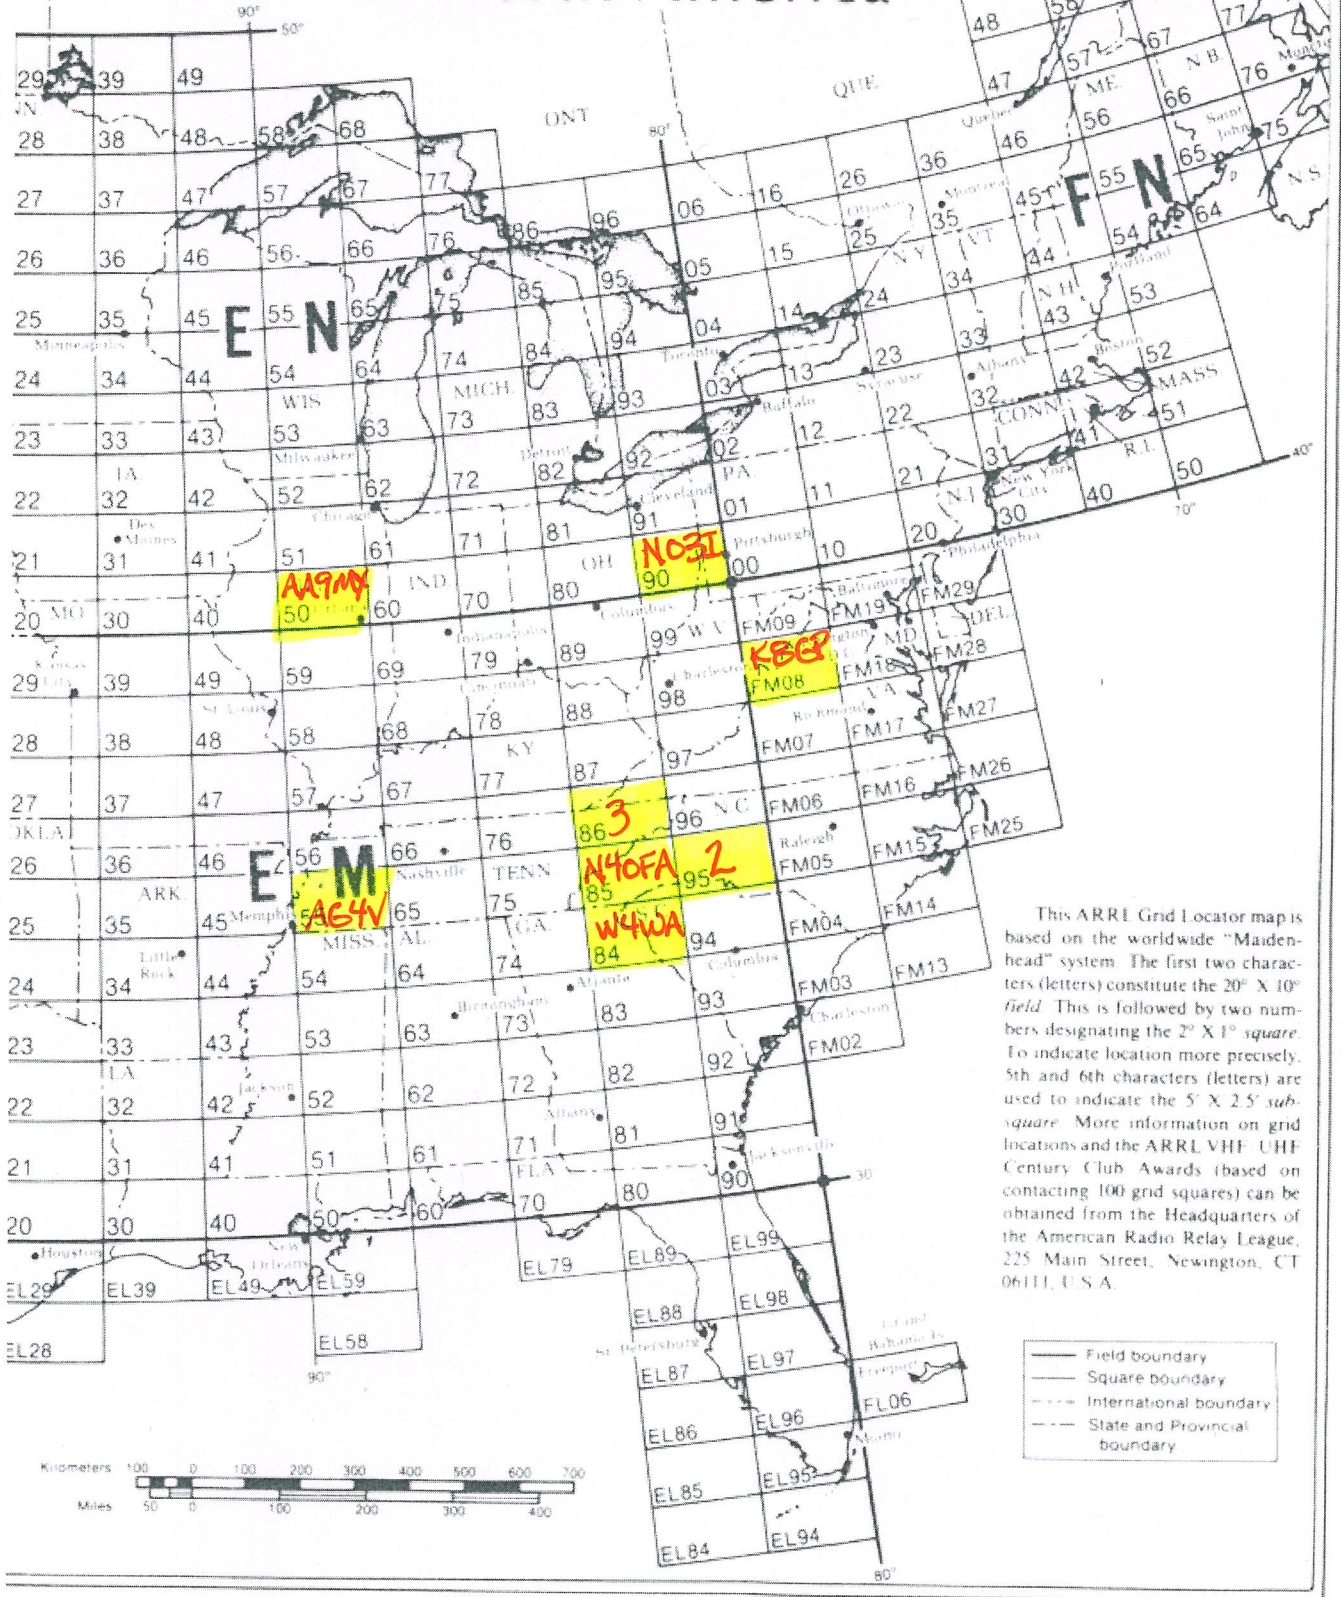 90°
50°
48
58
77
67
29
39
49
47
57
N B.
76
ONT
QUE
ME.
66
28
38
48
58
68
80°
Quebec
46
56
Saint John
75
27
37
47
57
67
77
16
26
36
Montreal
45
55
65
N.S.
86
96
06
Ottawa
35
F N
64
26
36
46
56
66
76
15
25
N Y
VT
44
54
95
05
34
N H
Portland
E N
25
35
45
55
65
75
85
14
24
43
53
Minneapolis
04
33
84
94
Toronto
Albany
Boston
52
24
34
44
54
64
74
03
13
23
Syracuse
32
42
MASS.
WIS
MICH.
93
Buffalo
CONN
51
23
33
43
53
63
73
83
12
22
41
R.I.
Milwaukee
Detroit
02
31
IA.
82
92
PA.
New York City
50
40°
22
32
42
52
62
72
11
21
N J
40
Chicago
Cleveland
01
30
70°
Des Moines
81
91
20
Philadelphia
21
31
41
51
61
71
OH.
NO3I
Pittsburgh
10
AA9MX
IND.
90
00
Baltimore
MO
50
Urbana
60
70
80
Columbus
FM29
20
30
40
Indianapolis
99
W V
FM09
FM19
DEL.
Kansas City
59
69
79
89
K8GP
MD.
FM28
29
39
49
Cincinnati
Charleston
98
FM08
FM18
VA
St. Louis
78
88
Richmond
FM17
FM27
28
38
48
58
68
KY
97
FM07
77
87
FM26
27
37
47
57
67
3
N C
FM06
FM16
OKLA
86
96
26
36
46
56
66
76
Raleigh
FM15
FM25
E M
Nashville
TENN
N4OFA
2
FM05
ARK.
85
95
AG4V
75
Memphis
25
35
45
55
65
W4WA
FM04
FM14
MISS.
AL.
GA.
Little Rock
84
94
Columbus
74
FM13
24
34
44
54
64
Atlanta
FM03
Birmingham
93
Charleston
23
33
43
53
63
73
83
FM02
LA.
92
Jackson
72
82
22
32
42
52
62
Albany
91
81
71
21
31
41
51
61
FLA
Jacksonville
90
30
20
30
40
50
60
70
80
Houston
New Orleans
EL99
EL89
EL29
EL39
EL49
EL59
EL79
EL98
EL88
EL28
EL58
St. Petersburg
Grand Bahama Is.
90°
EL87
EL97
Freeport
FL06
EL86
EL96
Miami
EL85
EL95
EL84
EL94
80°
This ARRL Grid Locator map is
based on the worldwide "Maiden-
head" system. The first two charac-
ters (letters) constitute the 20° X 10°
field. This is followed by two num-
bers designating the 2° X 1° square.
To indicate location more precisely,
5th and 6th characters (letters) are
used to indicate the 5' X 2.5' sub-
square. More information on grid
locations and the ARRL VHF UHF
Century Club Awards (based on
contacting 100 grid squares) can be
obtained from the Headquarters of
the American Radio Relay League,
225 Main Street, Newington, CT
06111, U.S.A.
Field boundary
Square boundary
International boundary
State and Provincial
boundary
Kilometers 100 0 100 200 300 400 500 600 700
Miles 50 0 100 200 300 400